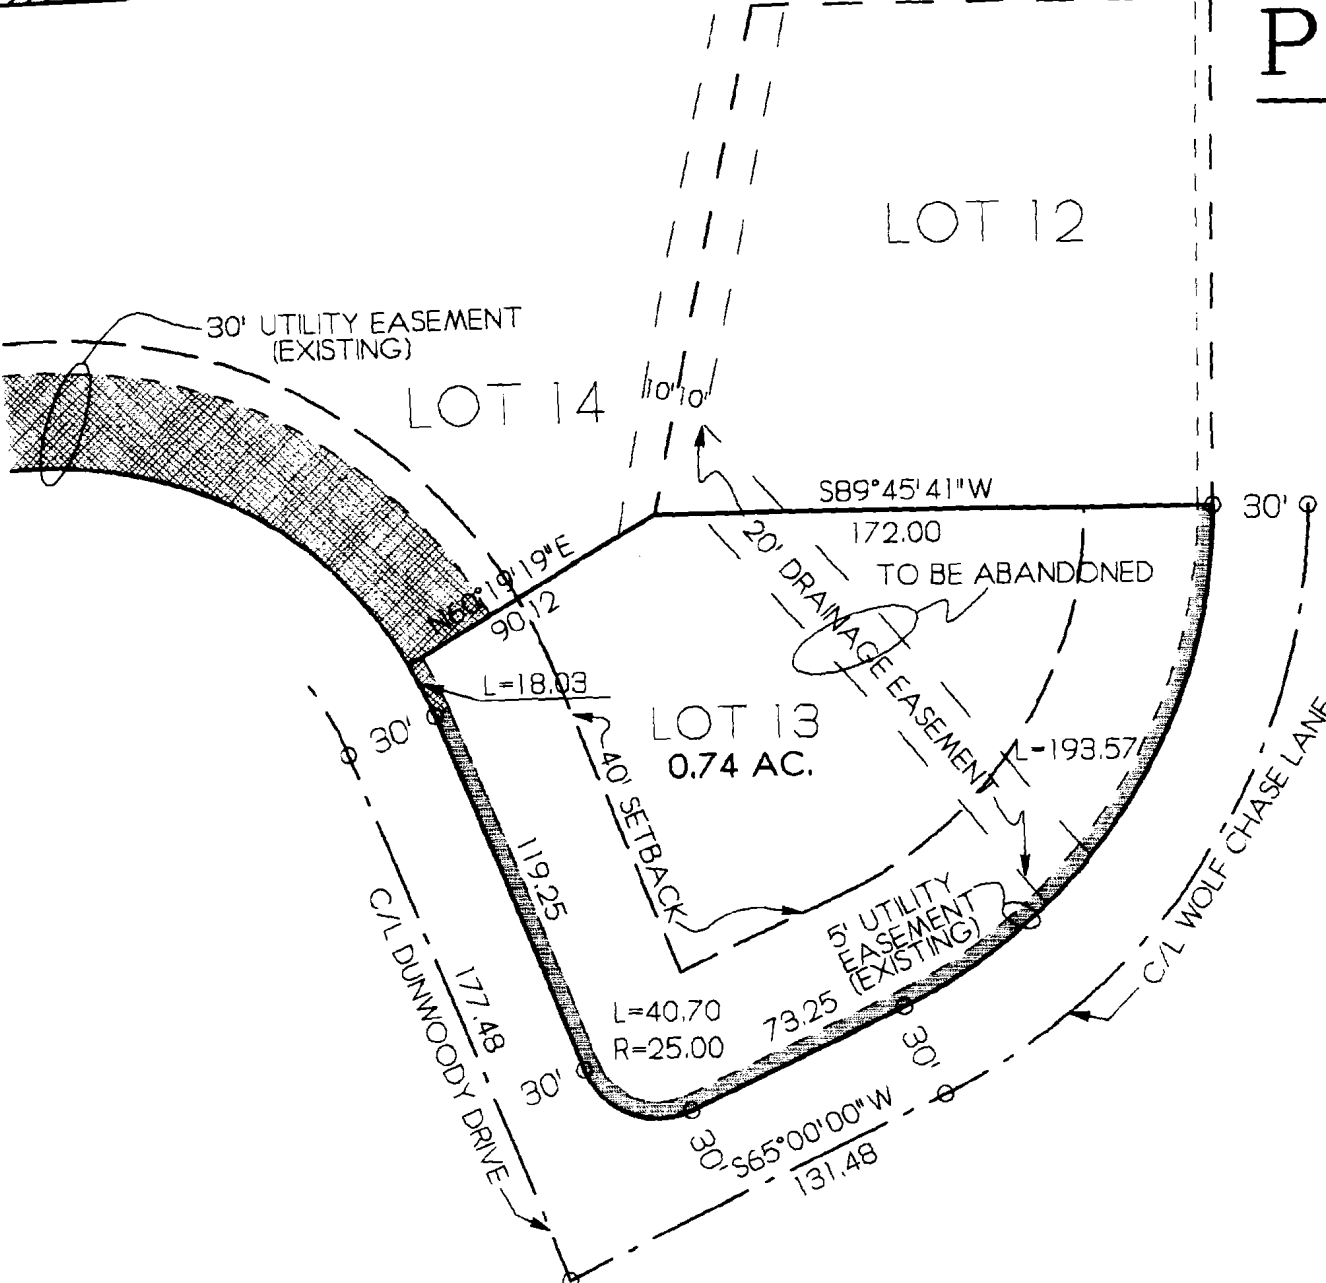 P
LOT 12
30' UTILITY EASEMENT
(EXISTING)
LOT 14
10' 10'
S89°45'41"W
172.00
30'
20' DRAINAGE EASEMENT
TO BE ABANDONED
N60°19'19"E
90.12
L=18.03
30'
LOT 13
0.74 AC.
L=193.57
40' SETBACK
C/L WOLF CHASE LANE
119.25
5' UTILITY
EASEMENT
(EXISTING)
C/L DUNWOODY DRIVE
177.48
L=40.70
R=25.00
73.25
30'
30'
30'
S65°00'00"W
131.48